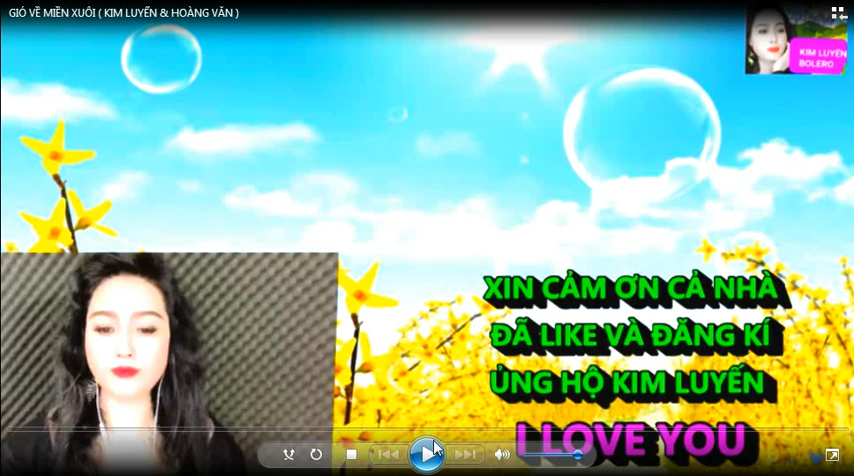 GIÓ VỀ MIỀN XUÔI ( KIM LUYẾN & HOÀNG VĂN )
KIM LUYẾN
BOLERO
XIN CẢM ƠN CẢ NHÀ
ĐÃ LIKE VÀ ĐĂNG KÍ
ỦNG HỘ KIM LUYẾN
I LOVE YOU